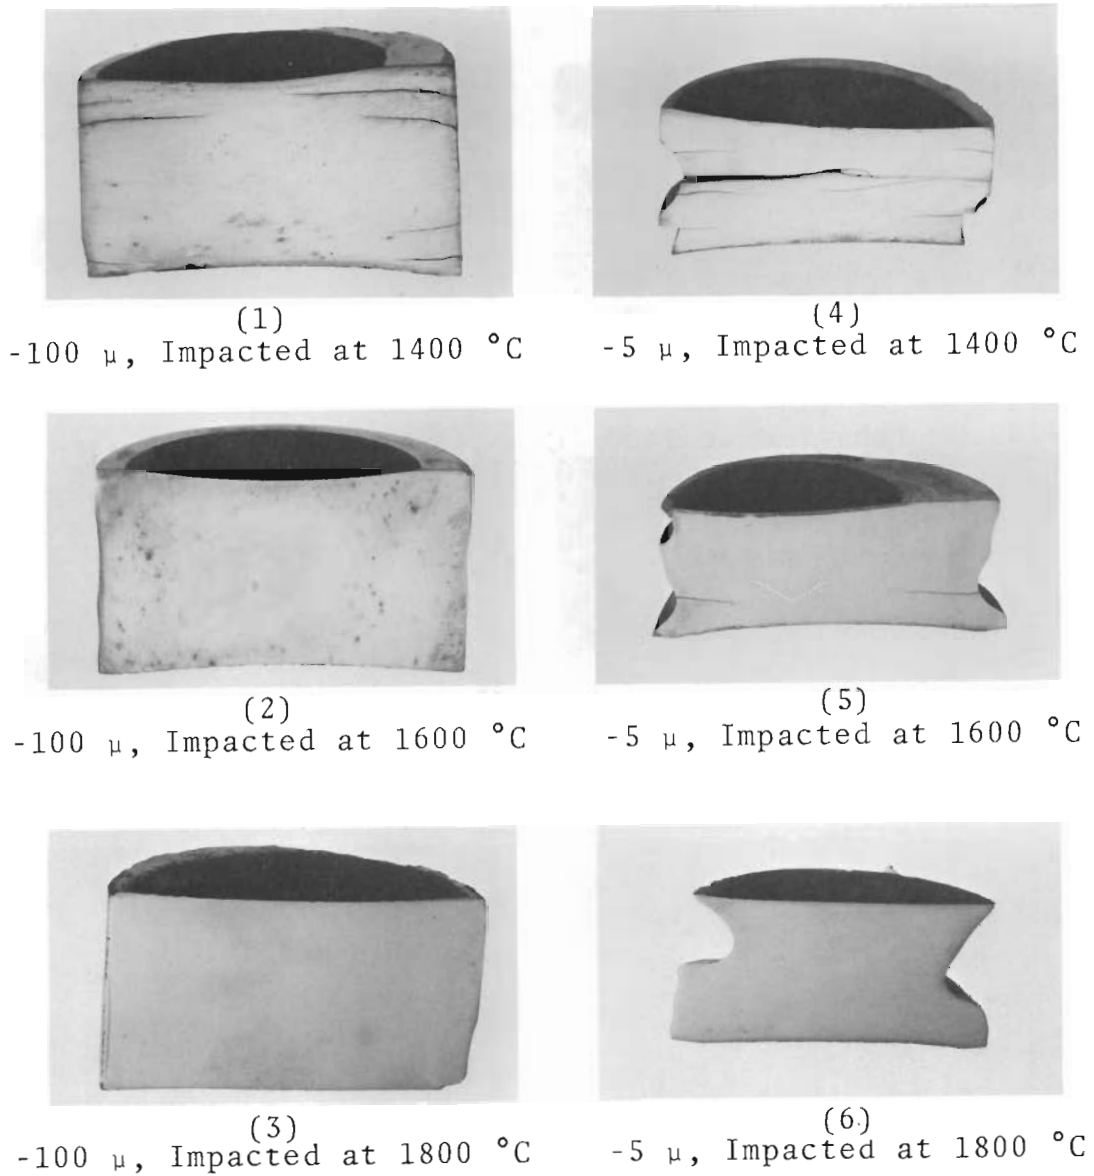 (1)
-100 μ, Impacted at 1400 °C
(4)
-5 μ, Impacted at 1400 °C
(2)
-100 μ, Impacted at 1600 °C
(5)
-5 μ, Impacted at 1600 °C
(3)
-100 μ, Impacted at 1800 °C
(6)
-5 μ, Impacted at 1800 °C